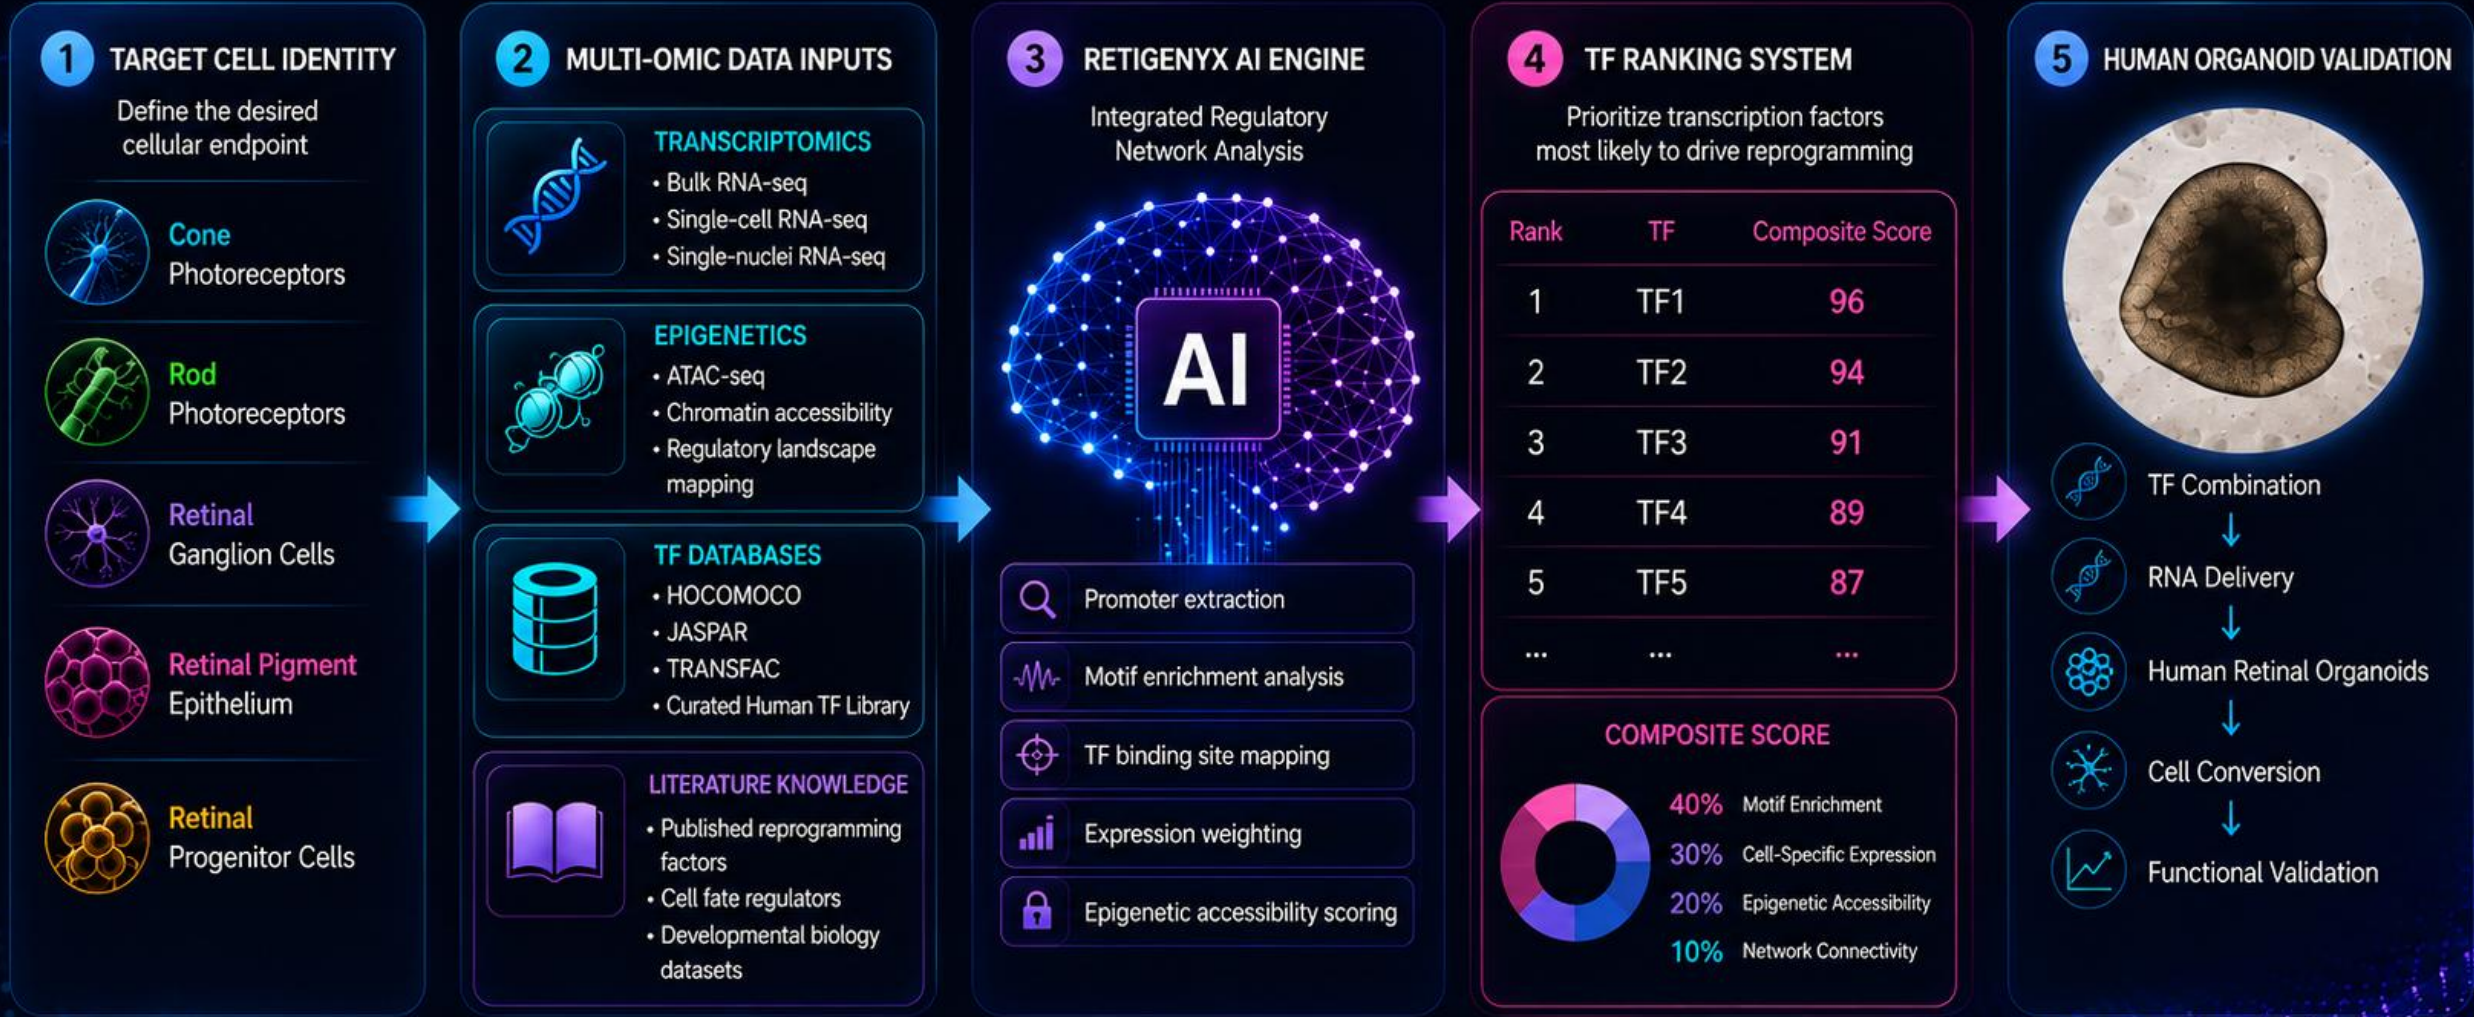 1 TARGET CELL IDENTITY
Define the desired
cellular endpoint
Cone
Photoreceptors
Rod
Photoreceptors
Retinal
Ganglion Cells
Retinal Pigment
Epithelium
Retinal
Progenitor Cells
2 MULTI-OMIC DATA INPUTS
TRANSCRIPTOMICS
• Bulk RNA-seq
• Single-cell RNA-seq
• Single-nuclei RNA-seq
EPIGENETICS
• ATAC-seq
• Chromatin accessibility
• Regulatory landscape
mapping
TF DATABASES
• HOCOMOCO
• JASPAR
• TRANSFAC
• Curated Human TF Library
LITERATURE KNOWLEDGE
• Published reprogramming
factors
• Cell fate regulators
• Developmental biology
datasets
3 RETIGENYX AI ENGINE
Integrated Regulatory
Network Analysis
AI
Promoter extraction
Motif enrichment analysis
TF binding site mapping
Expression weighting
Epigenetic accessibility scoring
4 TF RANKING SYSTEM
Prioritize transcription factors
most likely to drive reprogramming
Rank TF Composite Score
1 TF1 96
2 TF2 94
3 TF3 91
4 TF4 89
5 TF5 87
... ... ...
COMPOSITE SCORE
40% Motif Enrichment
30% Cell-Specific Expression
20% Epigenetic Accessibility
10% Network Connectivity
5 HUMAN ORGANOID VALIDATION
TF Combination
RNA Delivery
Human Retinal Organoids
Cell Conversion
Functional Validation